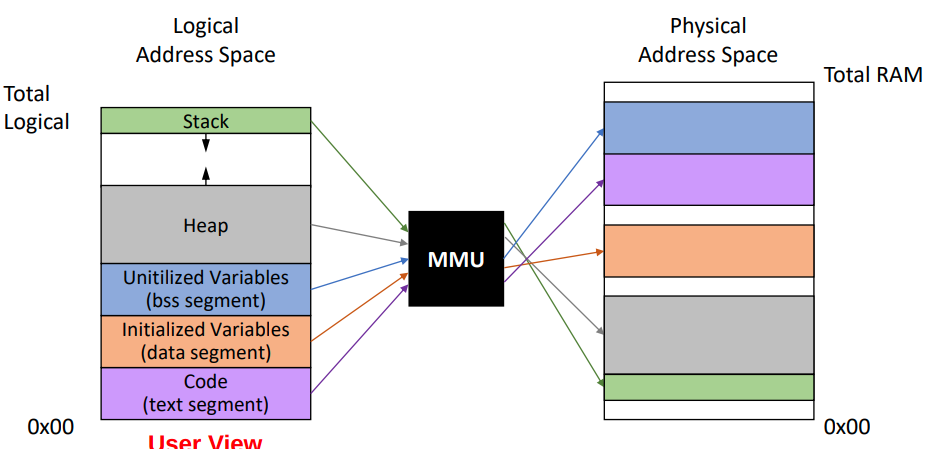 Logical
Address Space
Physical
Address Space
Total RAM
Total
Logical
Stack
Heap
MMU
Unitilized Variables
(bss segment)
Initialized Variables
(data segment)
Code
(text segment)
0x00
0x00
User View